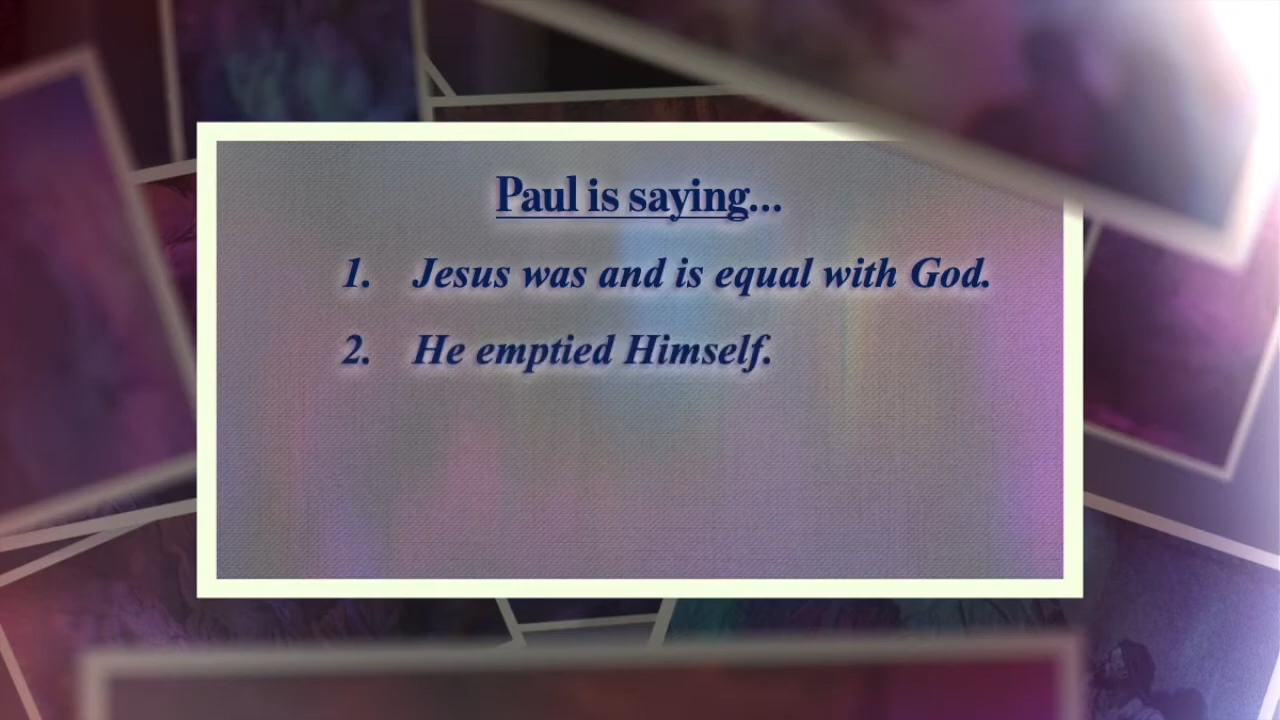 Paul is saying...
1. Jesus was and is equal with God.
2. He emptied Himself.